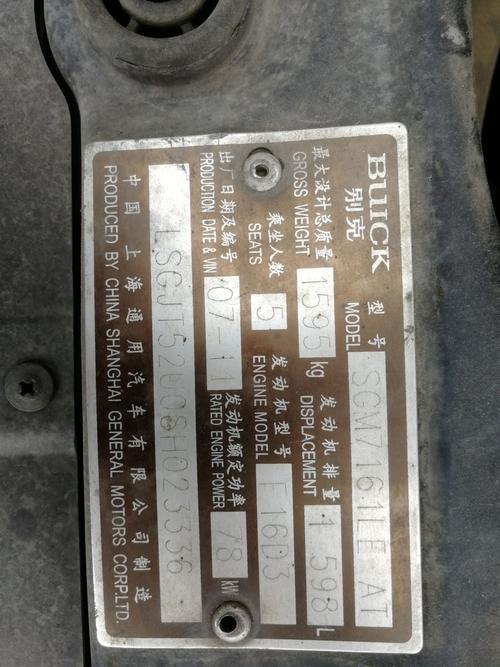 BUICK
别克
型号
MODEL SGM7161LE AT
最大设计总质量
GROSS WEIGHT 1595 kg
发动机排量
DISPLACEMENT 1 598 L
乘坐人数
SEATS 5
发动机型号
ENGINE MODEL F16D3
出厂日期及编号
PRODUCTION DATE & VIN 07-11
发动机额定功率
RATED ENGINE POWER 78 kW
LSGJT52U08H023336
中国 上海通用汽车有限公司制造
PRODUCED BY CHINA SHANGHAI GENERAL MOTORS CORP.LTD.